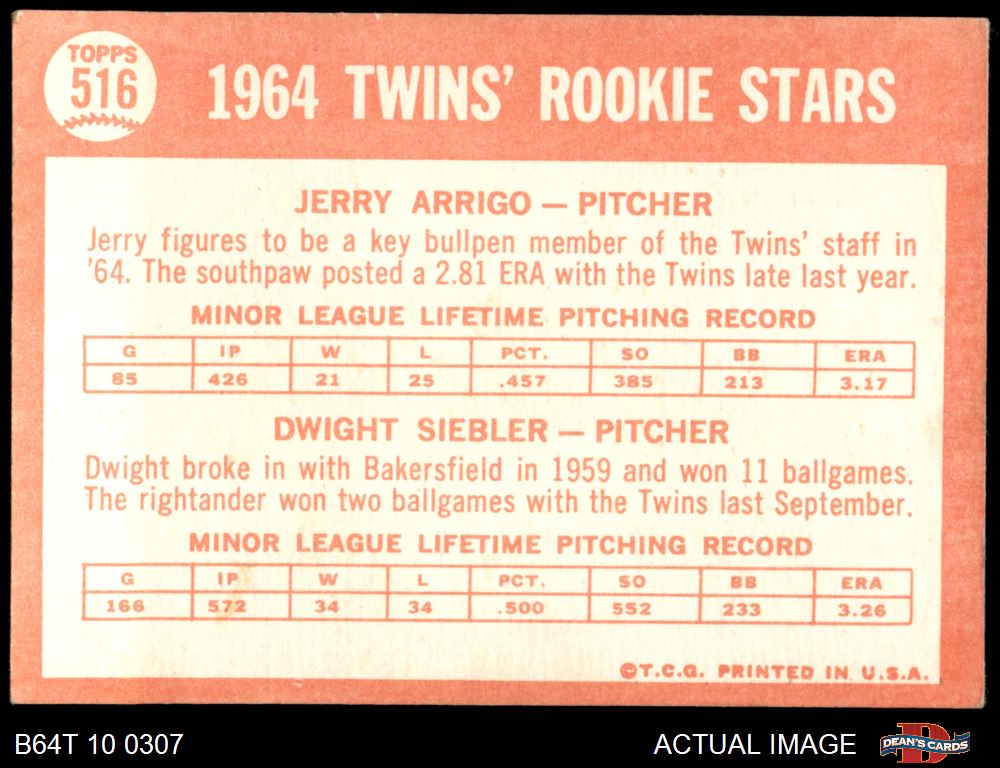 TOPPS
516
1964 TWINS' ROOKIE STARS
JERRY ARRIGO — PITCHER
Jerry figures to be a key bullpen member of the Twins' staff in
'64. The southpaw posted a 2.81 ERA with the Twins late last year.
MINOR LEAGUE LIFETIME PITCHING RECORD
G IP W L PCT. SO BB ERA
85 426 21 25 .457 385 213 3.17
DWIGHT SIEBLER — PITCHER
Dwight broke in with Bakersfield in 1959 and won 11 ballgames.
The rightander won two ballgames with the Twins last September.
MINOR LEAGUE LIFETIME PITCHING RECORD
G IP W L PCT. SO BB ERA
166 572 34 34 .500 552 233 3.26
©T.C.G. PRINTED IN U.S.A.
B64T 10 0307
ACTUAL IMAGE
DEAN'S CARDS